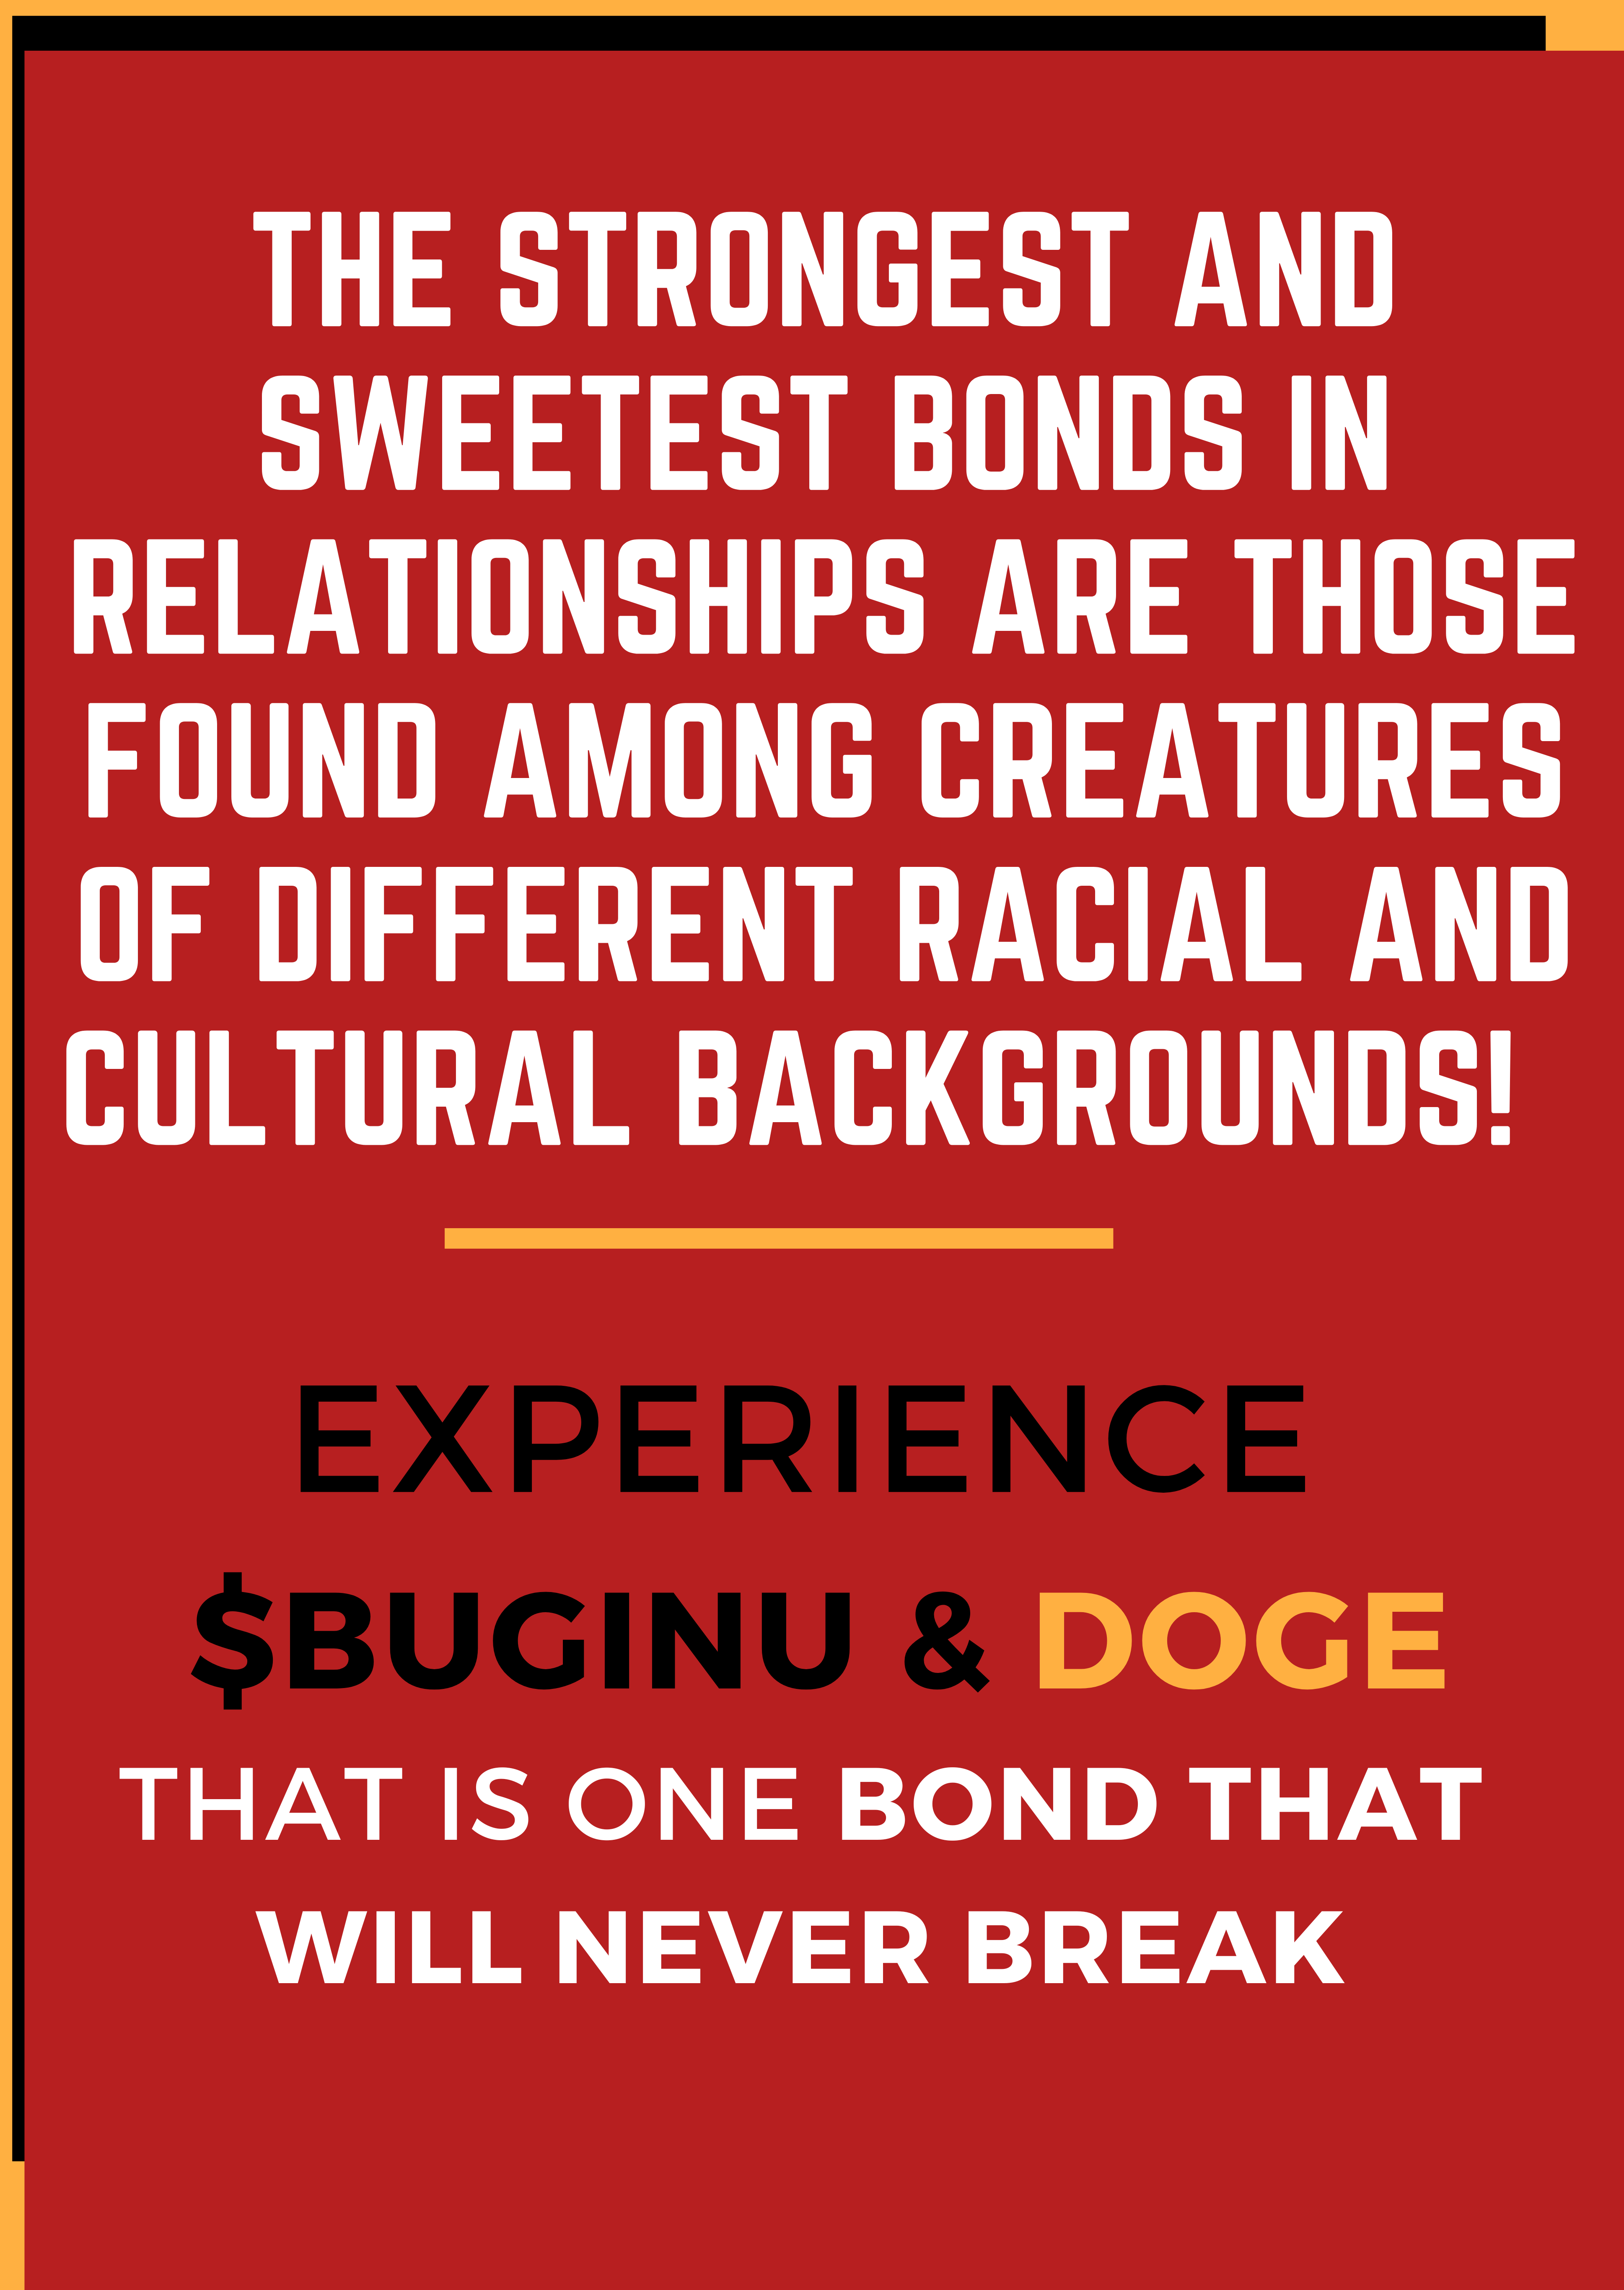 THE STRONGEST AND
SWEETEST BONDS IN
RELATIONSHIPS ARE THOSE
FOUND AMONG CREATURES
OF DIFFERENT RACIAL AND
CULTURAL BACKGROUNDS!
EXPERIENCE
$BUGINU & DOGE
THAT IS ONE BOND THAT
WILL NEVER BREAK